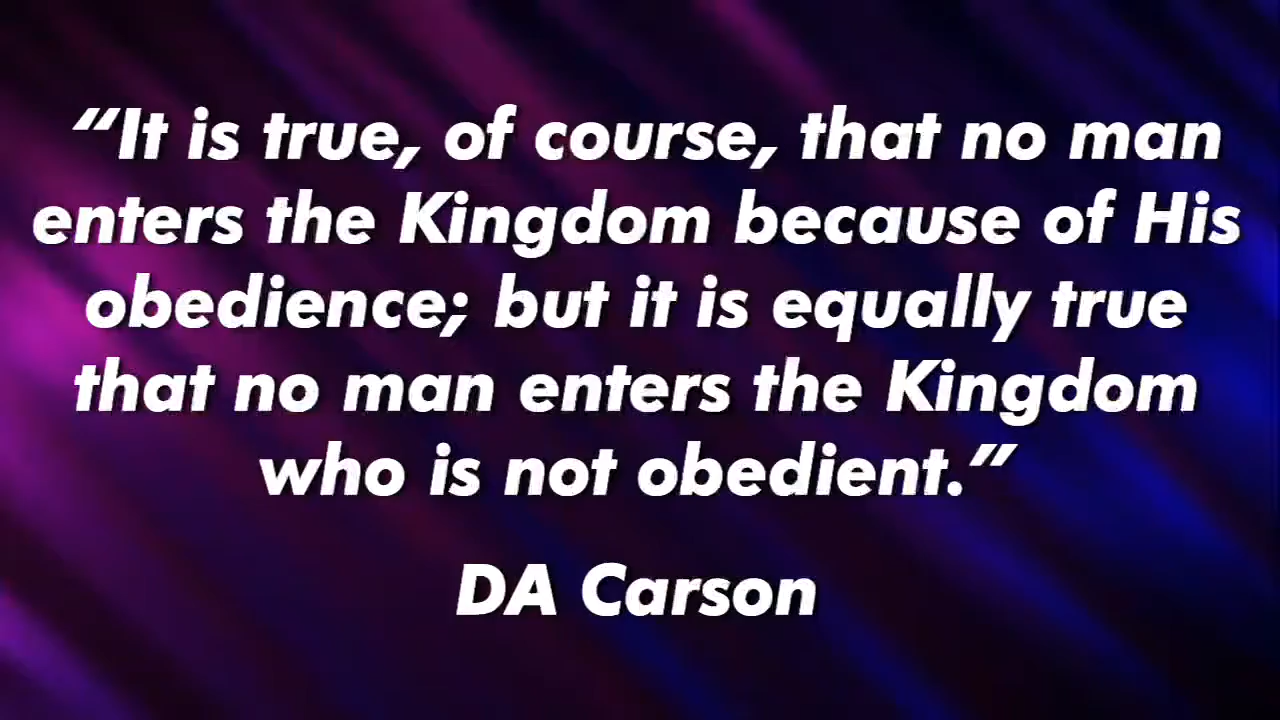 “It is true, of course, that no man
enters the Kingdom because of His
obedience; but it is equally true
that no man enters the Kingdom
who is not obedient.”
DA Carson